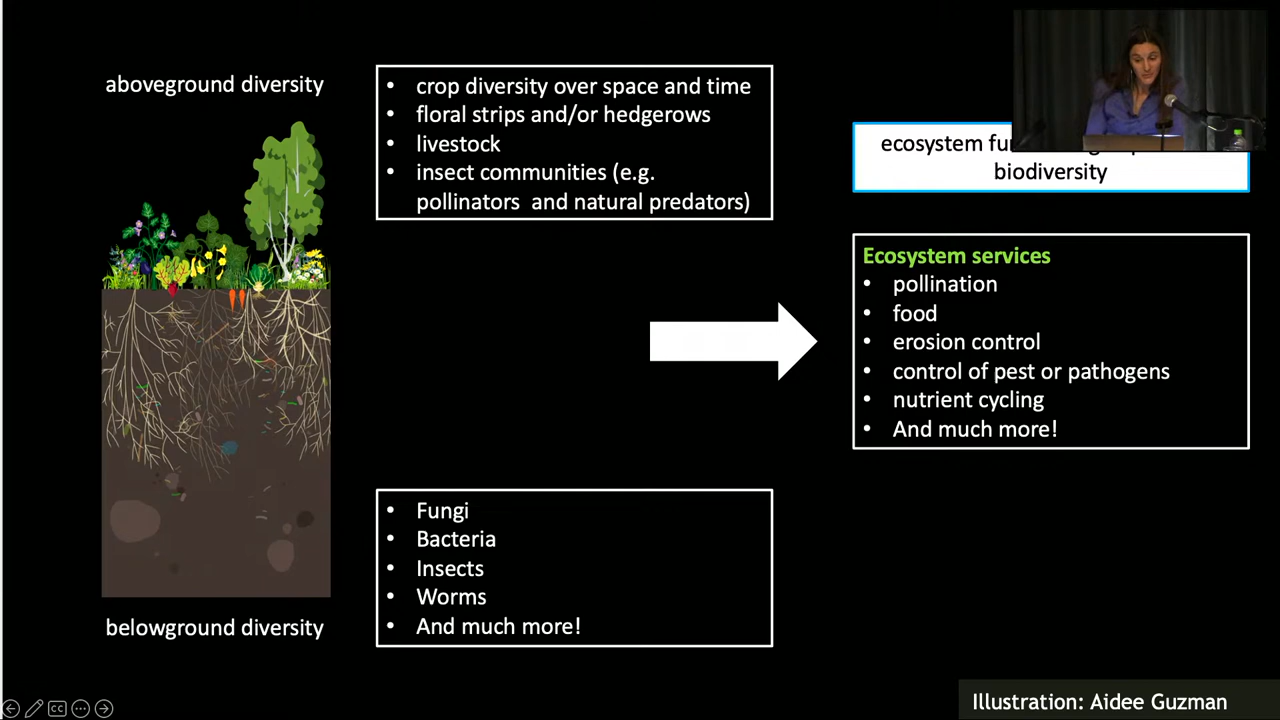 aboveground diversity
• crop diversity over space and time
• floral strips and/or hedgerows
• livestock
• insect communities (e.g.
pollinators and natural predators)
ecosystem
biodiversity
Ecosystem services
• pollination
• food
• erosion control
• control of pest or pathogens
• nutrient cycling
• And much more!
• Fungi
• Bacteria
• Insects
• Worms
• And much more!
belowground diversity
CC
Illustration: Aidee Guzman